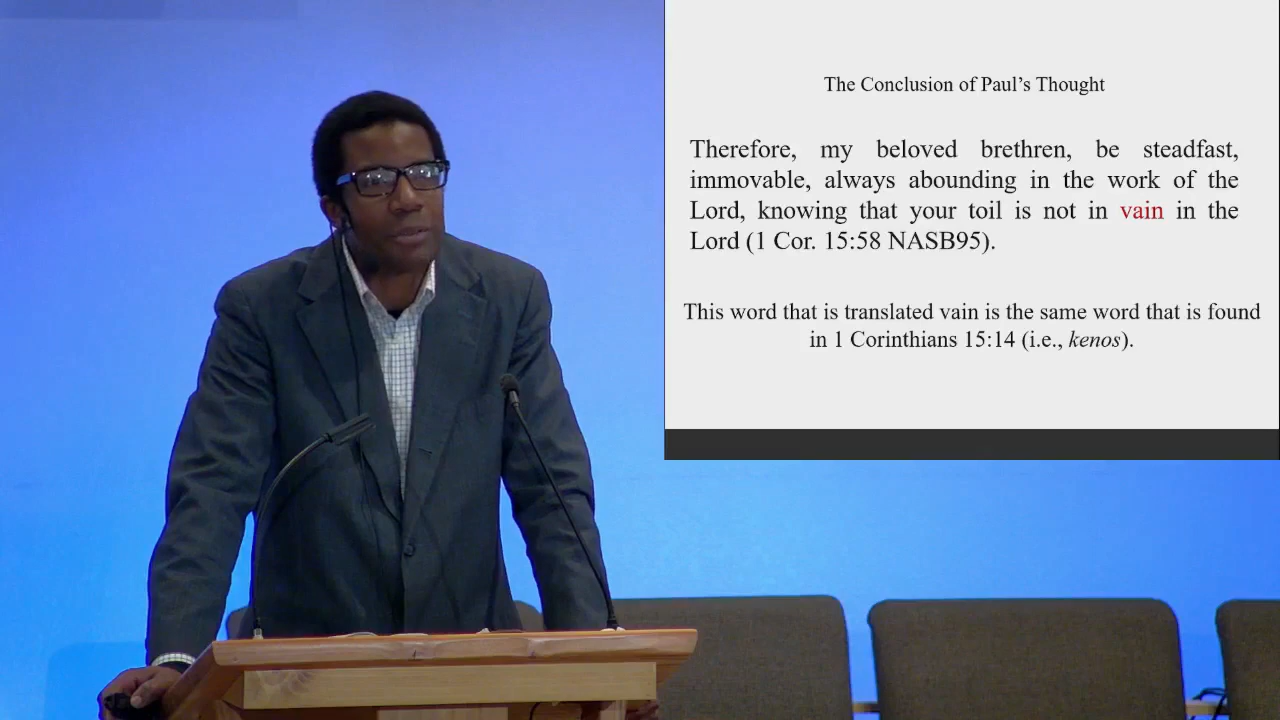 The Conclusion of Paul’s Thought
Therefore, my beloved brethren, be steadfast,
immovable, always abounding in the work of the
Lord, knowing that your toil is not in vain in the
Lord (1 Cor. 15:58 NASB95).
This word that is translated vain is the same word that is found
in 1 Corinthians 15:14 (i.e., kenos).